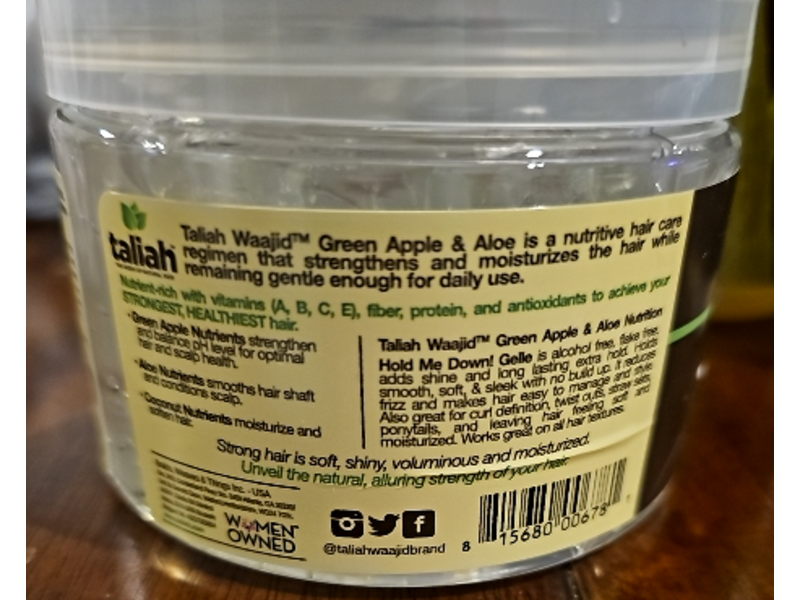 taliah™
Taliah Waajid™ Green Apple & Aloe is a nutritive hair care
regimen that strengthens and moisturizes the hair while
remaining gentle enough for daily use.
Nutrient-rich with vitamins (A, B, C, E), fiber, protein, and antioxidants to achieve your
STRONGEST, HEALTHIEST hair.
•Green Apple Nutrients strengthen
and balance pH level for optimal
hair and scalp health.
•Aloe Nutrients smooths hair shaft
and conditions scalp.
•Coconut Nutrients moisturize and
soften hair.
Taliah Waajid™ Green Apple & Aloe Nutrition
Hold Me Down! Gelle is alcohol free, flake free,
adds shine and long lasting extra hold. Holds
smooth, soft, & sleek with no build up. It reduces
frizz and makes hair easy to manage and style.
Also great for curl definition, twist outs, straw sets,
ponytails, and leaving hair feeling soft and
moisturized. Works great on all hair textures.
Strong hair is soft, shiny, voluminous and moisturized.
Unveil the natural, alluring strength of your hair.
& Things Inc. - USA
WOMEN
OWNED
@taliahwaajidbrand
8 15680 00678